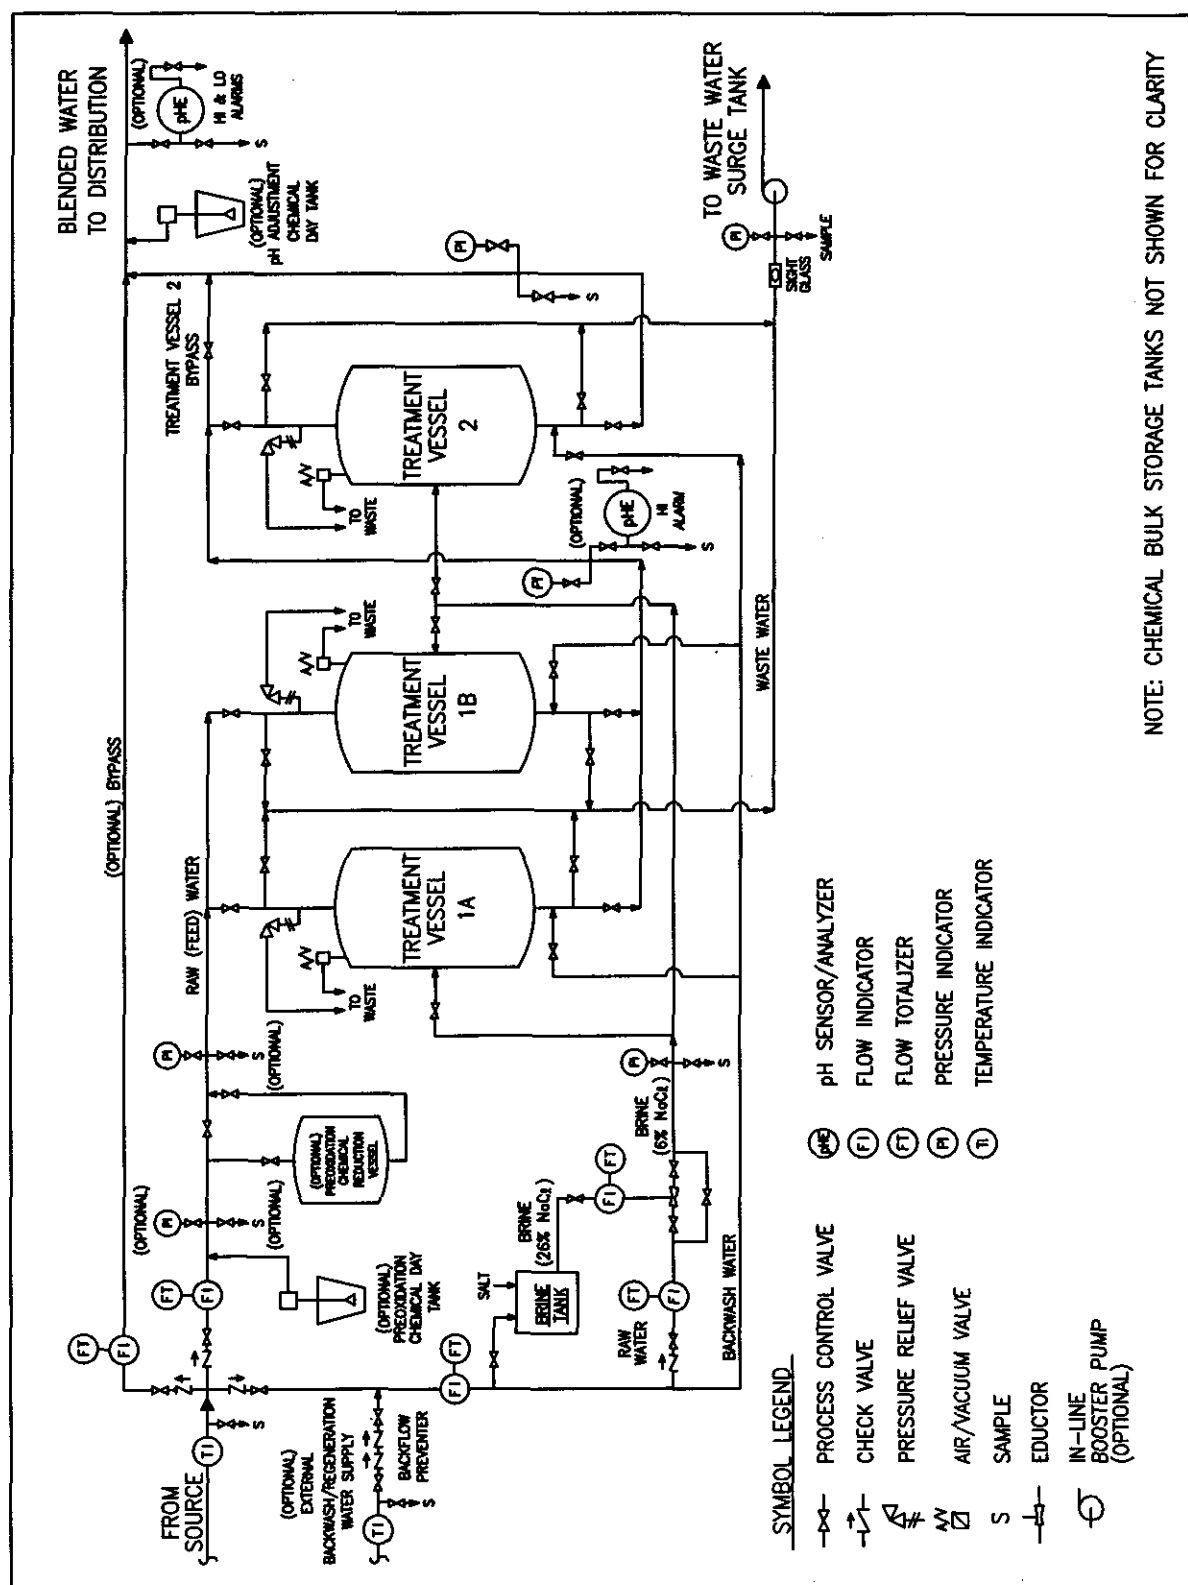 BLENDED WATER
TO DISTRIBUTION
(OPTIONAL)
pHE
HI & LO
ALARMS
S
(OPTIONAL)
pH ADJUSTMENT
CHEMICAL
DAY TANK
TREATMENT VESSEL 2
BYPASS
(OPTIONAL) BYPASS
RAW (FEED) WATER
FROM
SOURCE
TI
S
FT
FI
FT
FI
(OPTIONAL)
PI
S
(OPTIONAL)
(OPTIONAL)
PREOXIDATION
CHEMICAL DAY
TANK
(OPTIONAL)
PREOXIDATION
CHEMICAL
REDUCTION
VESSEL
PI
S
(OPTIONAL)
TO
WASTE
A/V
TREATMENT
VESSEL
1A
TREATMENT
VESSEL
1B
A/V
TO
WASTE
TO
WASTE
A/V
TREATMENT
VESSEL
2
PI
S
PI
(OPTIONAL)
pHE
HI
ALARM
S
TO WASTE WATER
SURGE TANK
PI
SIGHT
GLASS
SAMPLE
WASTE WATER
(OPTIONAL)
EXTERNAL
BACKWASH/REGENERATION
WATER SUPPLY
BACKFLOW
PREVENTER
TI
S
FT
FI
SALT
BRINE
TANK
BRINE
(26% NaCl)
FT
FI
RAW
WATER
FT
FI
BRINE
(6% NaCl)
PI
S
BACKWASH WATER
SYMBOL LEGEND
PROCESS CONTROL VALVE
CHECK VALVE
PRESSURE RELIEF VALVE
A/V
AIR/VACUUM VALVE
S SAMPLE
EDUCTOR
IN-LINE
BOOSTER PUMP
(OPTIONAL)
pHE pH SENSOR/ANALYZER
FI FLOW INDICATOR
FT FLOW TOTALIZER
PI PRESSURE INDICATOR
TI TEMPERATURE INDICATOR
NOTE: CHEMICAL BULK STORAGE TANKS NOT SHOWN FOR CLARITY